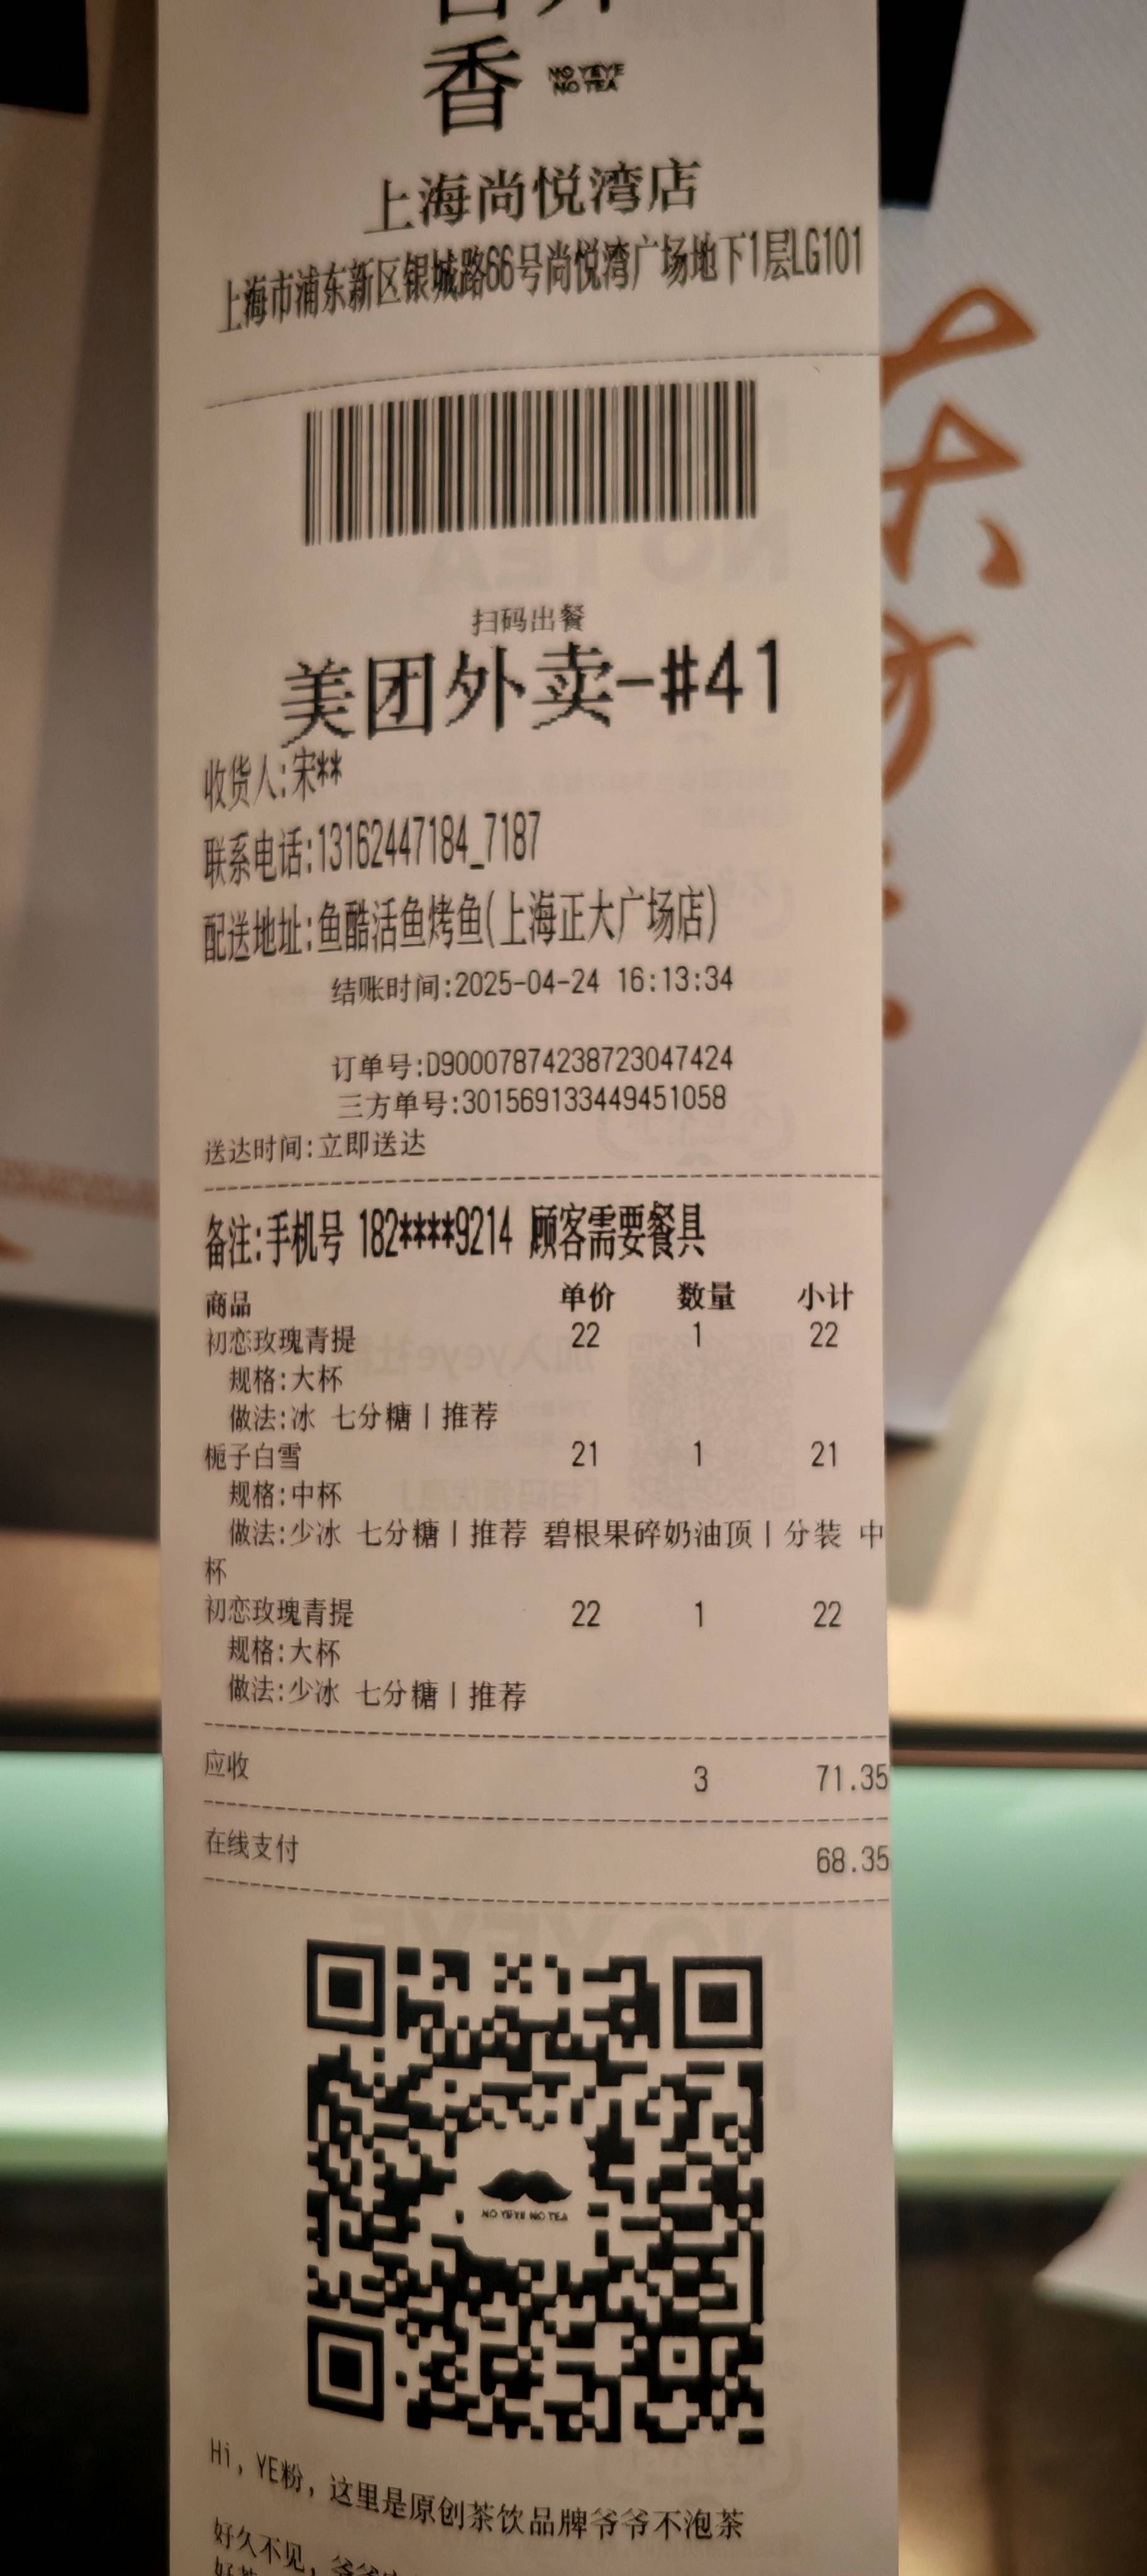 香 NO YEYE
NO TEA
上海尚悦湾店
上海市浦东新区银城路66号尚悦湾广场地下1层LG101
扫码出餐
美团外卖-#41
收货人:宋**
联系电话:13162447184_7187
配送地址:鱼酷活鱼烤鱼(上海正大广场店)
结账时间:2025-04-24 16:13:34
订单号:D90007874238723047424
三方单号:301569133449451058
送达时间:立即送达
备注:手机号 182****9214 顾客需要餐具
商品 单价 数量 小计
初恋玫瑰青提 22 1 22
规格:大杯
做法:冰 七分糖|推荐
栀子白雪 21 1 21
规格:中杯
做法:少冰 七分糖|推荐 碧根果碎奶油顶|分装 中
杯
初恋玫瑰青提 22 1 22
规格:大杯
做法:少冰 七分糖|推荐
应收 3 71.35
在线支付 68.35
NO YEYE NO TEA
Hi, YE粉, 这里是原创茶饮品牌爷爷不泡茶
好久不见, 爷爷